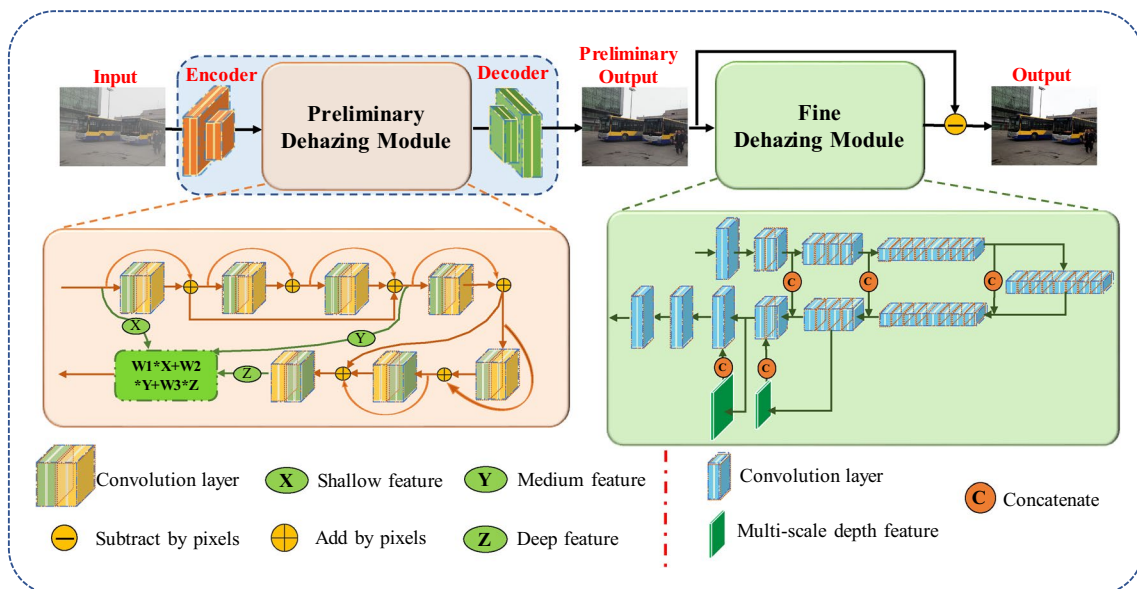 Input
Encoder
Preliminary
Dehazing Module
Decoder
Preliminary
Output
Fine
Dehazing Module
Output
X
Y
W1*X+W2
*Y+W3*Z
Z
C
C
C
C
C
Convolution layer
X Shallow feature
Y Medium feature
Subtract by pixels
Add by pixels
Z Deep feature
Convolution layer
C Concatenate
Multi-scale depth feature